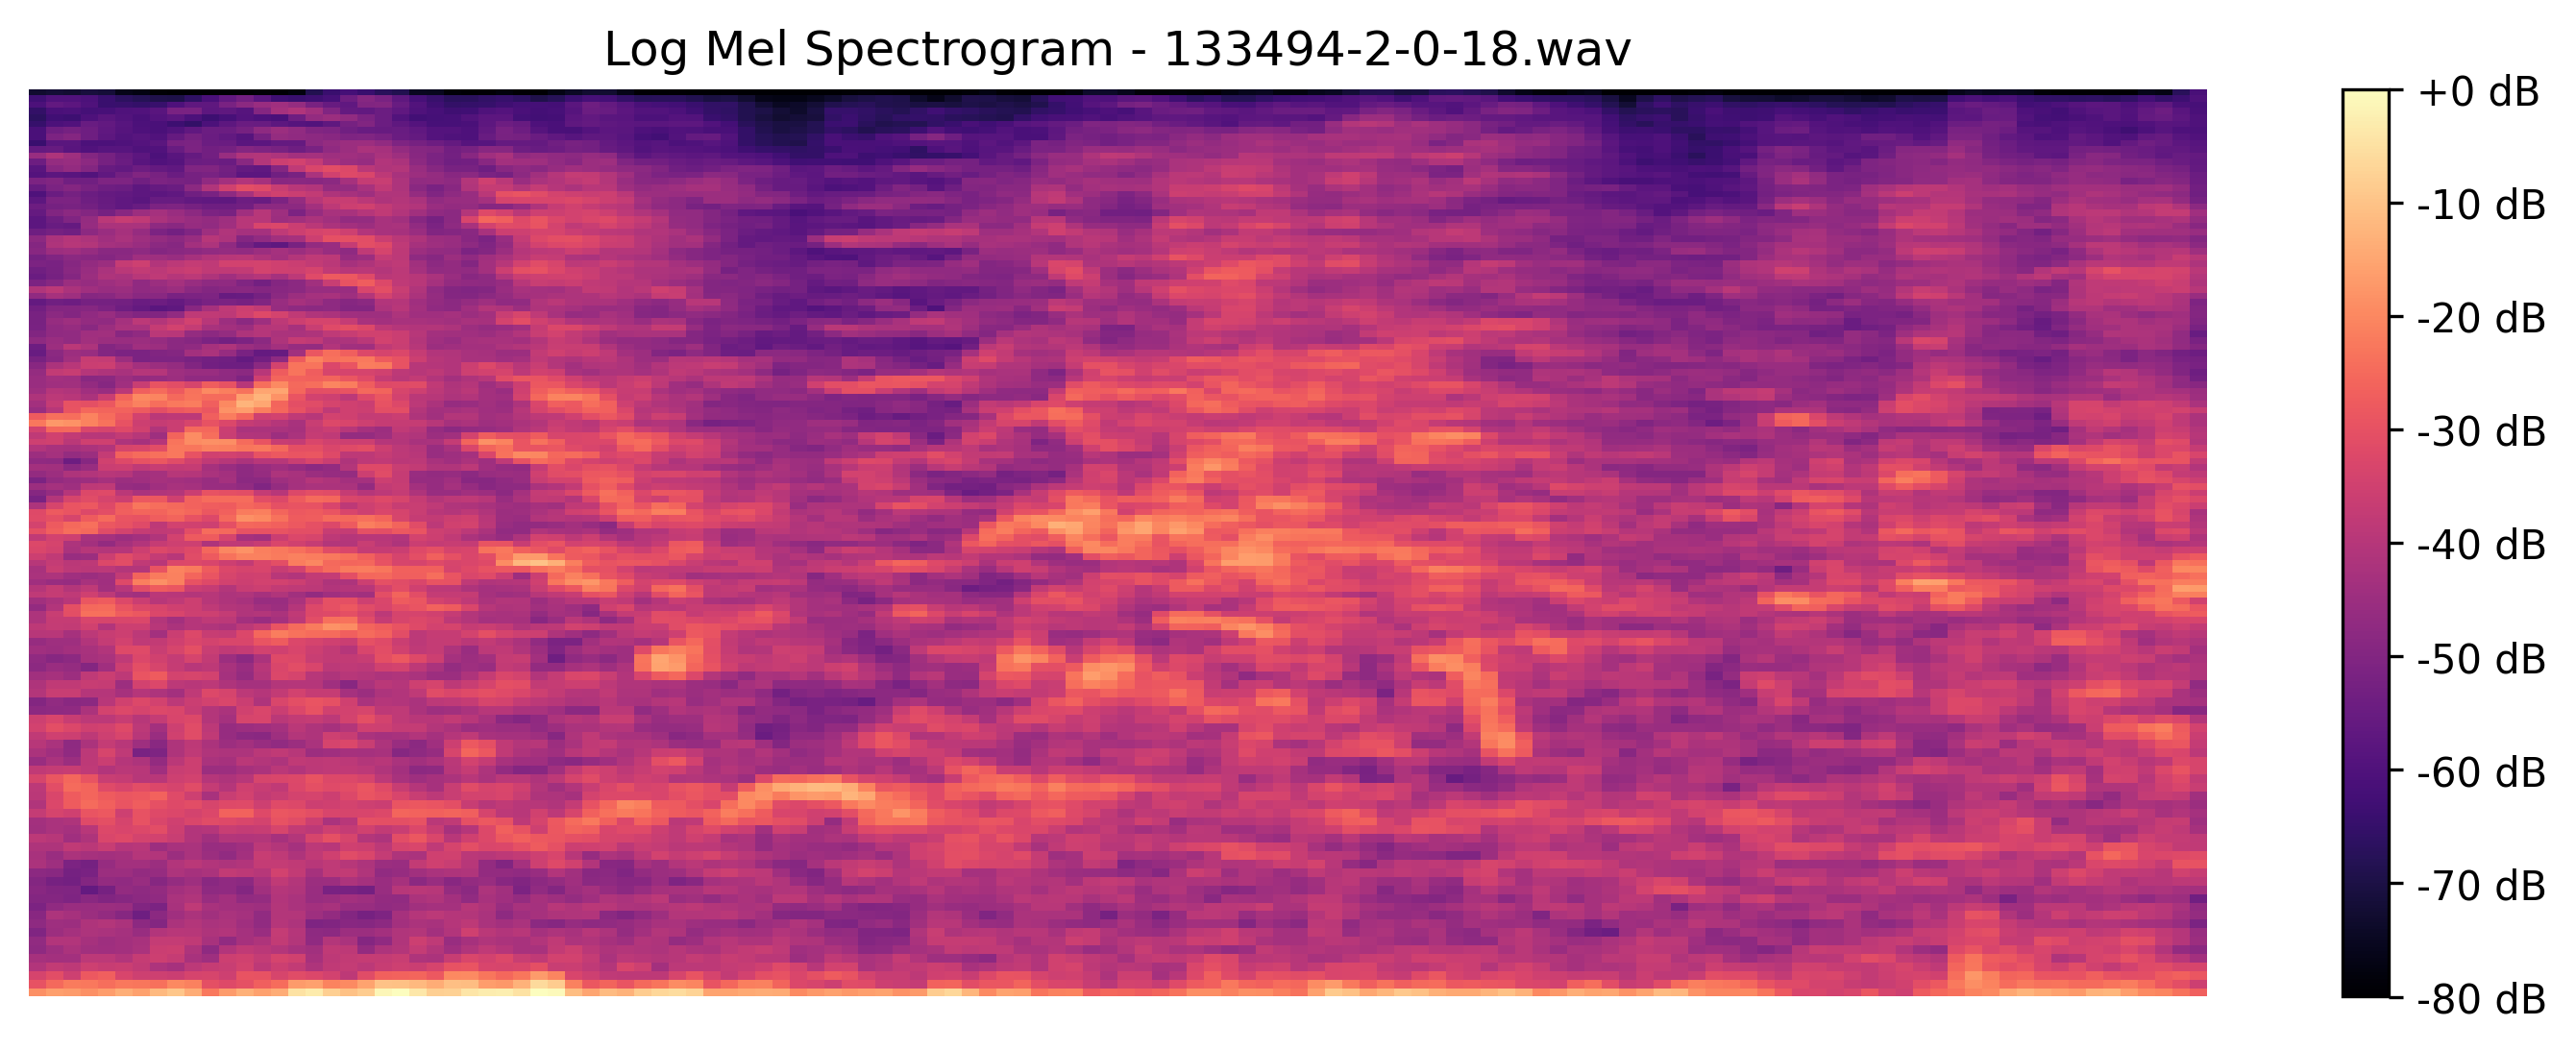 Log Mel Spectrogram - 133494-2-0-18.wav
+0 dB
-10 dB
-20 dB
-30 dB
-40 dB
-50 dB
-60 dB
-70 dB
-80 dB